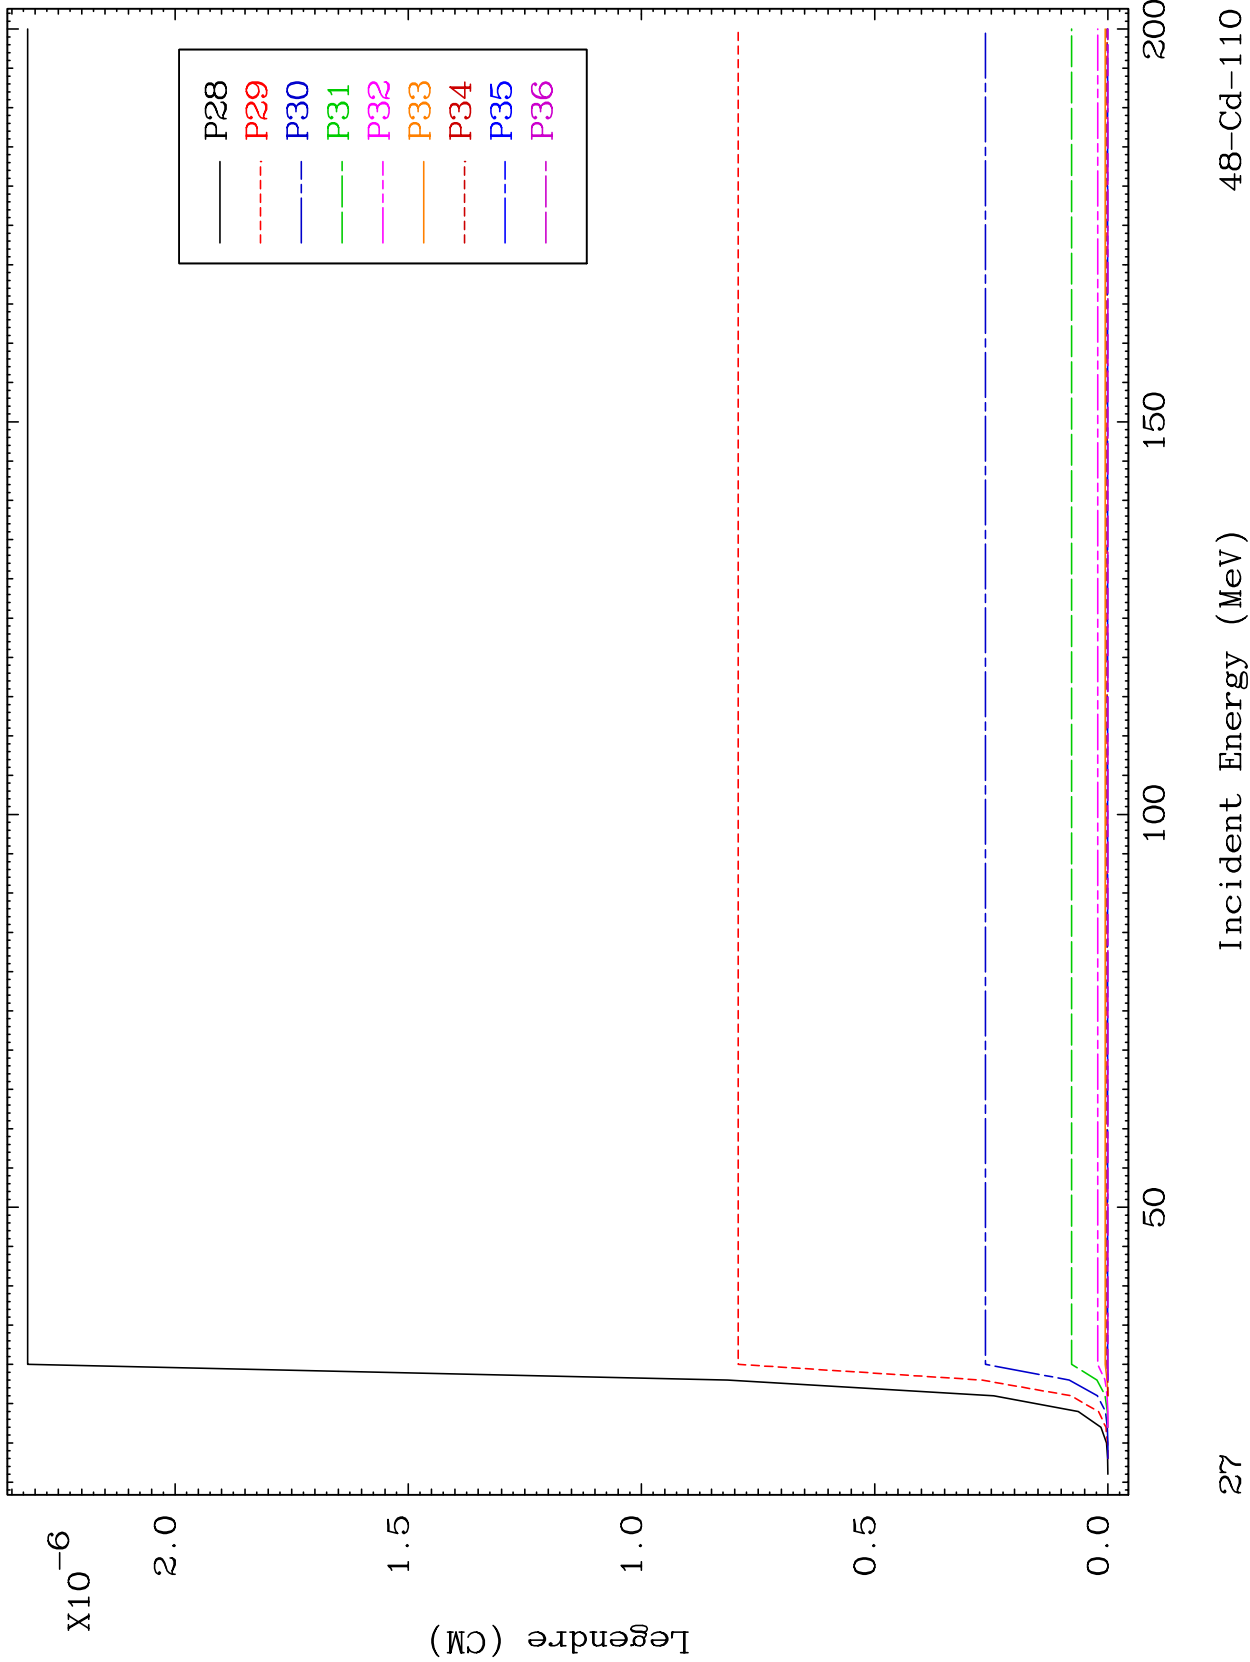 X10⁻⁶
2.0
1.5
1.0
0.5
0.0
Legendre (CM)
P28
P29
P30
P31
P32
P33
P34
P35
P36
50
100
150
200
27
Incident Energy (MeV)
48-Cd-110